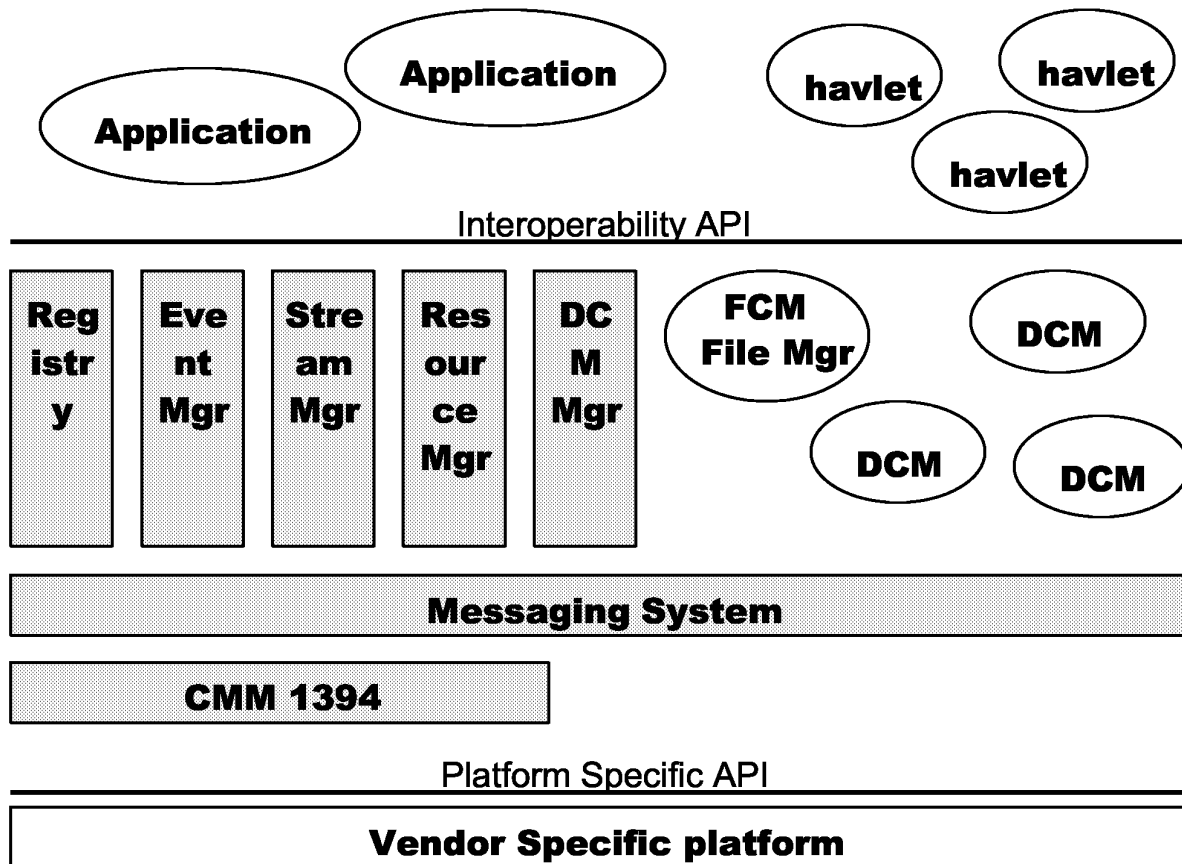 Application
Application
havlet
havlet
havlet
Interoperability API
Reg
istr
y
Eve
nt
Mgr
Stre
am
Mgr
Res
our
ce
Mgr
DC
M
Mgr
FCM
File Mgr
DCM
DCM
DCM
Messaging System
CMM 1394
Platform Specific API
Vendor Specific platform